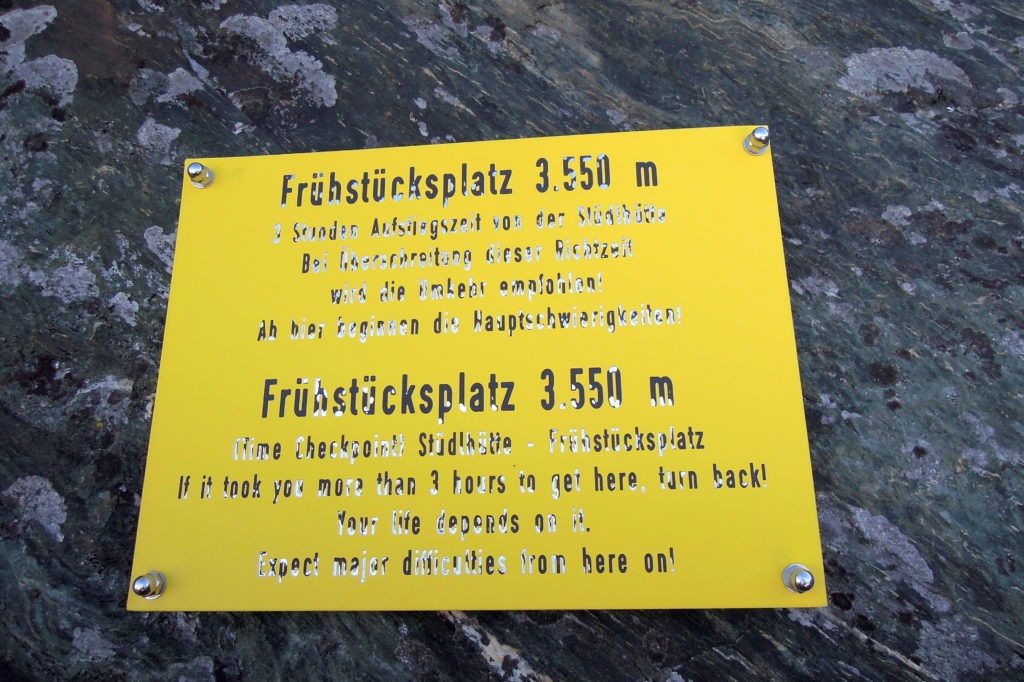 Frühstücksplatz 3.550 m
3 Stunden Aufstiegszeit von der Stüdlhütte.
Bei Überschreitung dieser Richtzeit
wird die Umkehr empfohlen!
Ab hier beginnen die Hauptschwierigkeiten!
Frühstücksplatz 3.550 m
(Time Checkpoint) Stüdlhütte - Frühstücksplatz
If it took you more than 3 hours to get here, turn back!
Your life depends on it.
Expect major difficulties from here on!